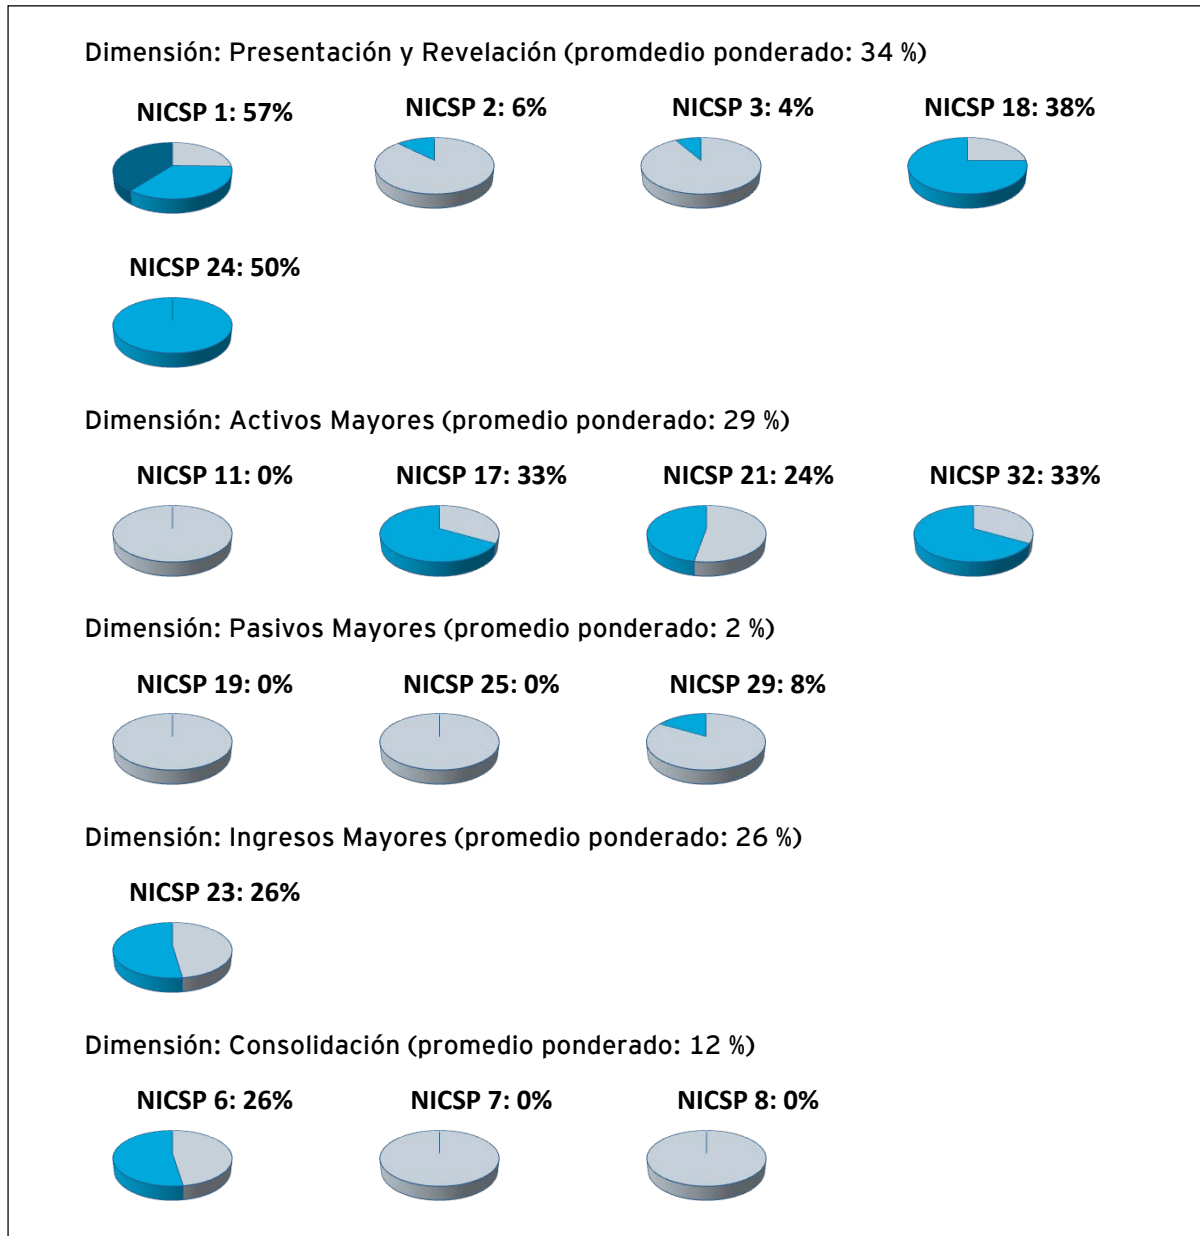 Dimensión: Presentación y Revelación (promdedio ponderado: 34 %)
NICSP 1: 57%
NICSP 2: 6%
NICSP 3: 4%
NICSP 18: 38%
NICSP 24: 50%
Dimensión: Activos Mayores (promedio ponderado: 29 %)
NICSP 11: 0%
NICSP 17: 33%
NICSP 21: 24%
NICSP 32: 33%
Dimensión: Pasivos Mayores (promedio ponderado: 2 %)
NICSP 19: 0%
NICSP 25: 0%
NICSP 29: 8%
Dimensión: Ingresos Mayores (promedio ponderado: 26 %)
NICSP 23: 26%
Dimensión: Consolidación (promedio ponderado: 12 %)
NICSP 6: 26%
NICSP 7: 0%
NICSP 8: 0%